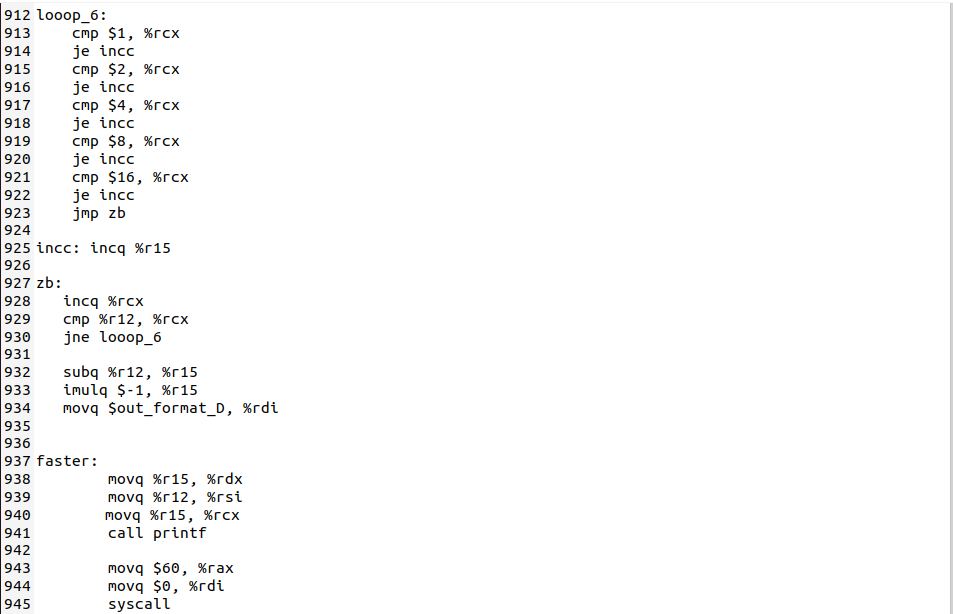 912 looop_6:
913     cmp $1, %rcx
914     je incc
915     cmp $2, %rcx
916     je incc
917     cmp $4, %rcx
918     je incc
919     cmp $8, %rcx
920     je incc
921     cmp $16, %rcx
922     je incc
923     jmp zb
924
925 incc: incq %r15
926
927 zb:
928    incq %rcx
929    cmp %r12, %rcx
930    jne looop_6
931
932    subq %r12, %r15
933    imulq $-1, %r15
934    movq $out_format_D, %rdi
935
936
937 faster:
938         movq %r15, %rdx
939         movq %r12, %rsi
940         movq %r15, %rcx
941         call printf
942
943         movq $60, %rax
944         movq $0, %rdi
945         syscall